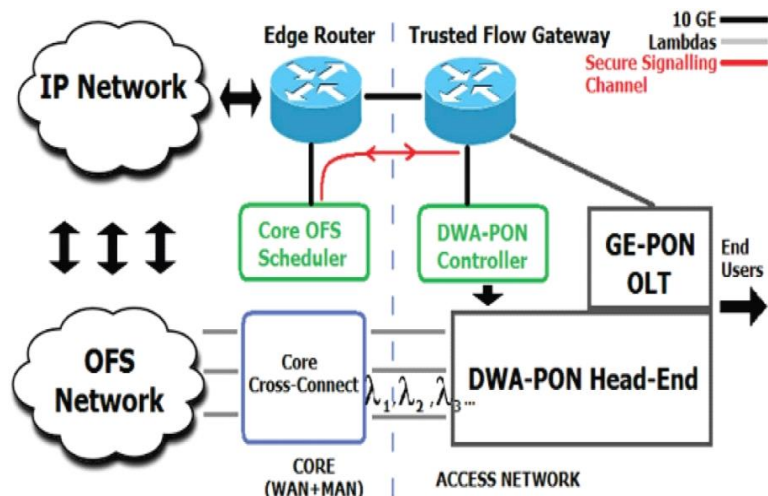 Edge Router
Trusted Flow Gateway
10 GE
Lambdas
Secure Signalling
Channel
IP Network
Core OFS
Scheduler
DWA-PON
Controller
GE-PON
OLT
End
Users
OFS
Network
Core
Cross-Connect
λ1,λ2,λ3...
DWA-PON Head-End
CORE
(WAN+MAN)
ACCESS NETWORK